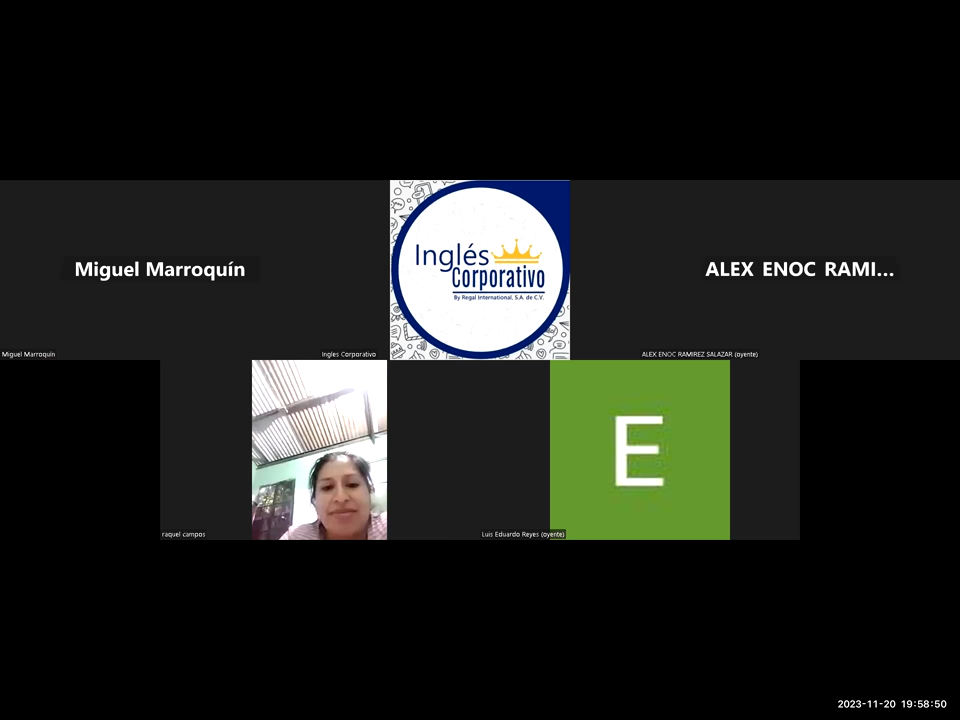 Miguel Marroquín
Inglés
Corporativo
By Regal International, S.A. de C.V.
ALEX ENOC RAMI...
Miguel Marroquín
Ingles Corporativo
ALEX ENOC RAMIREZ SALAZAR (oyente)
E
raquel campos
Luis Eduardo Reyes (oyente)
2023-11-20 19:58:50